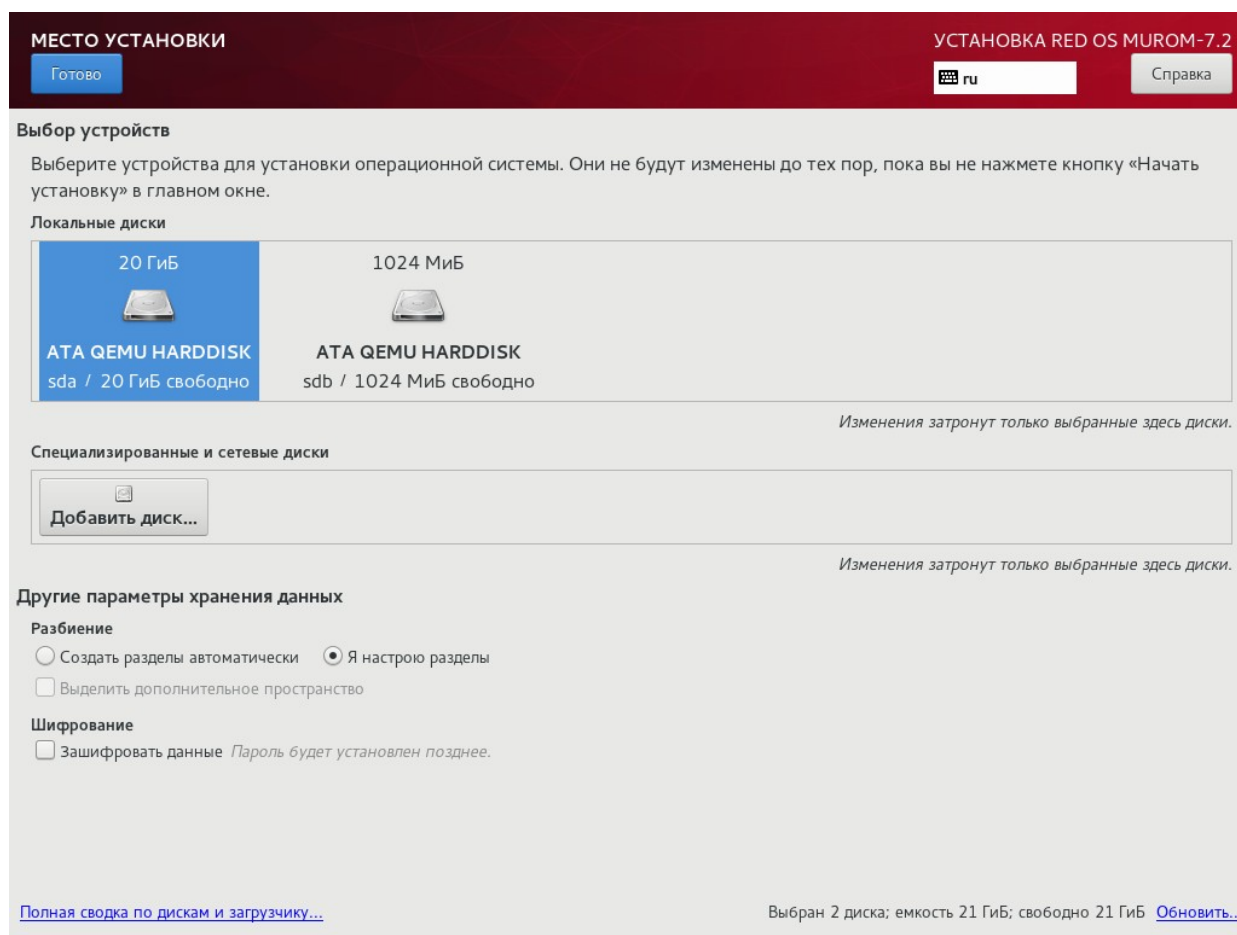 МЕСТО УСТАНОВКИ
УСТАНОВКА RED OS MUROM-7.2
Готово
ru
Справка
Выбор устройств
Выберите устройства для установки операционной системы. Они не будут изменены до тех пор, пока вы не нажмете кнопку «Начать
установку» в главном окне.
Локальные диски
20 ГиБ
1024 МиБ
ATA QEMU HARDDISK
ATA QEMU HARDDISK
sda / 20 ГиБ свободно
sdb / 1024 МиБ свободно
Изменения затронут только выбранные здесь диски.
Специализированные и сетевые диски
Добавить диск...
Изменения затронут только выбранные здесь диски.
Другие параметры хранения данных
Разбиение
Создать разделы автоматически
Я настрою разделы
Выделить дополнительное пространство
Шифрование
Зашифровать данные Пароль будет установлен позднее.
Полная сводка по дискам и загрузчику...
Выбран 2 диска; емкость 21 ГиБ; свободно 21 ГиБ Обновить..